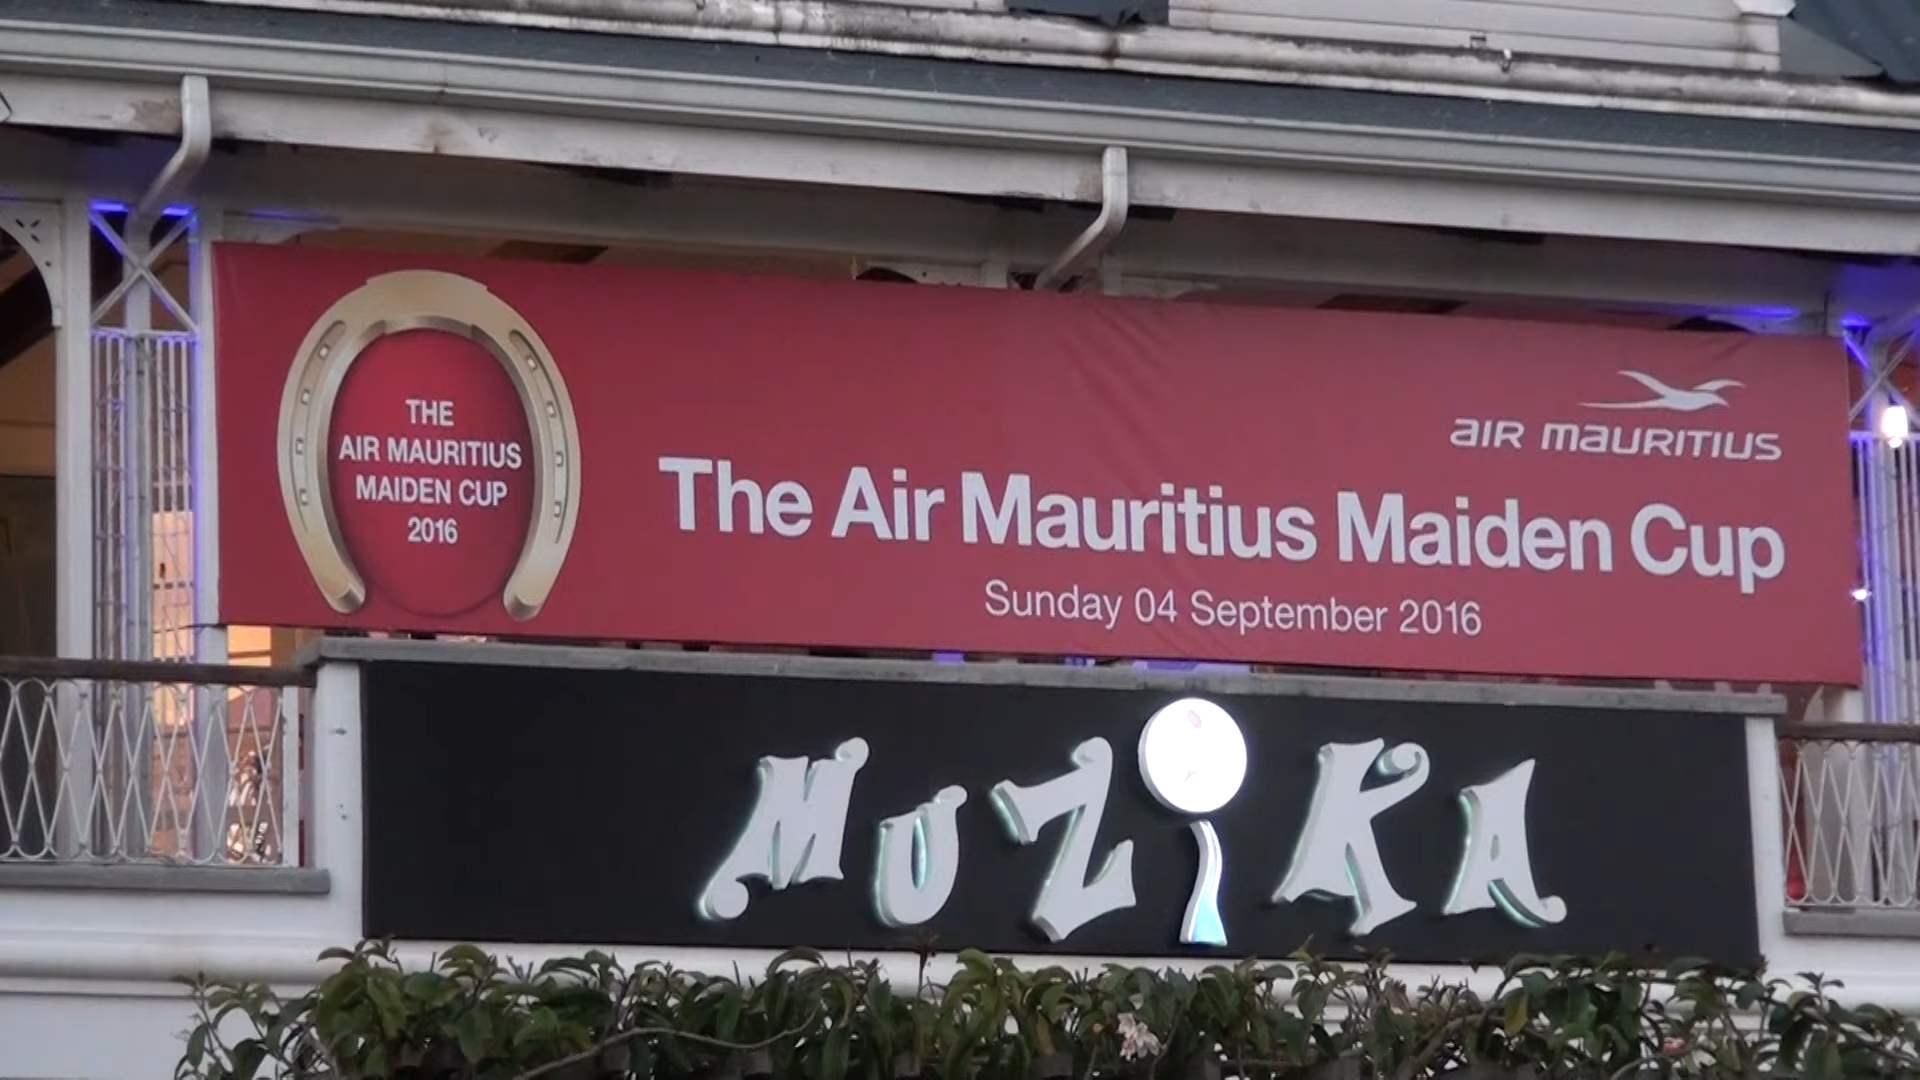 THE
AIR MAURITIUS
MAIDEN CUP
2016
AIR MAURITIUS
The Air Mauritius Maiden Cup
Sunday 04 September 2016
MUZiKA